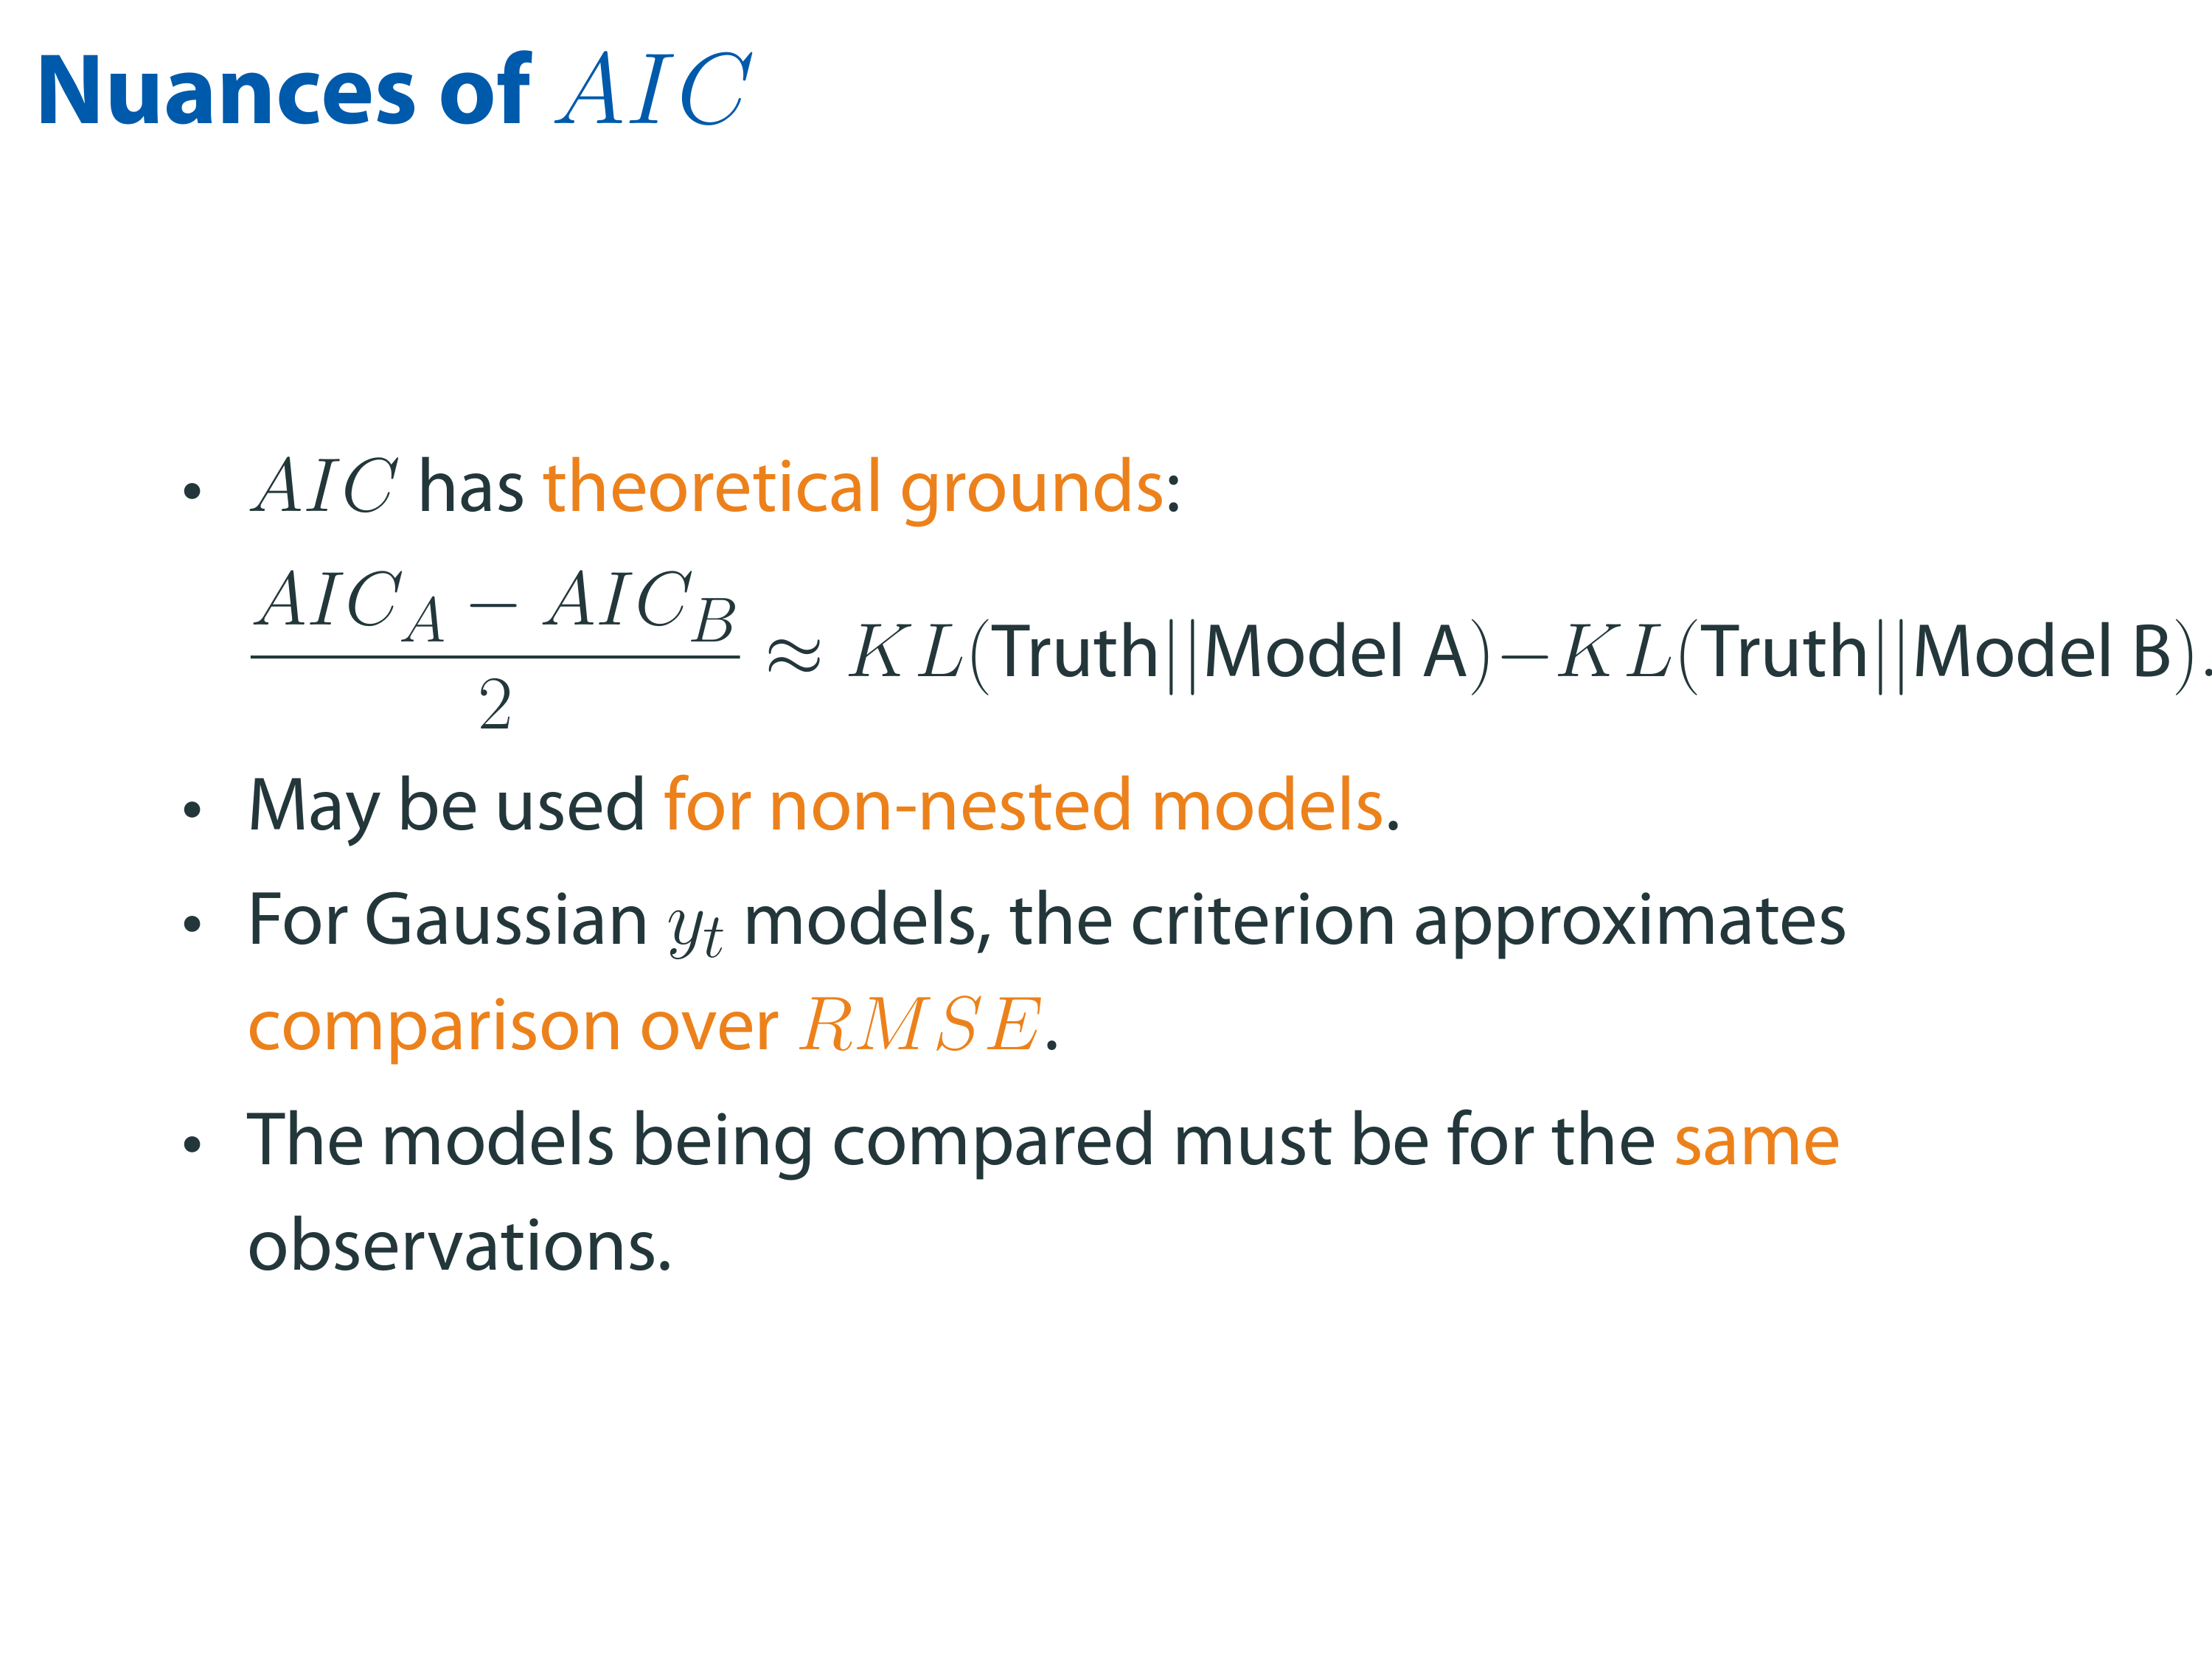 Nuances of AIC
• AIC has theoretical grounds:
\frac{AIC_A - AIC_B}{2} ≈ KL(Truth||Model A)−KL(Truth||Model B).
• May be used for non-nested models.
• For Gaussian y_t models, the criterion approximates
comparison over RMSE.
• The models being compared must be for the same
observations.